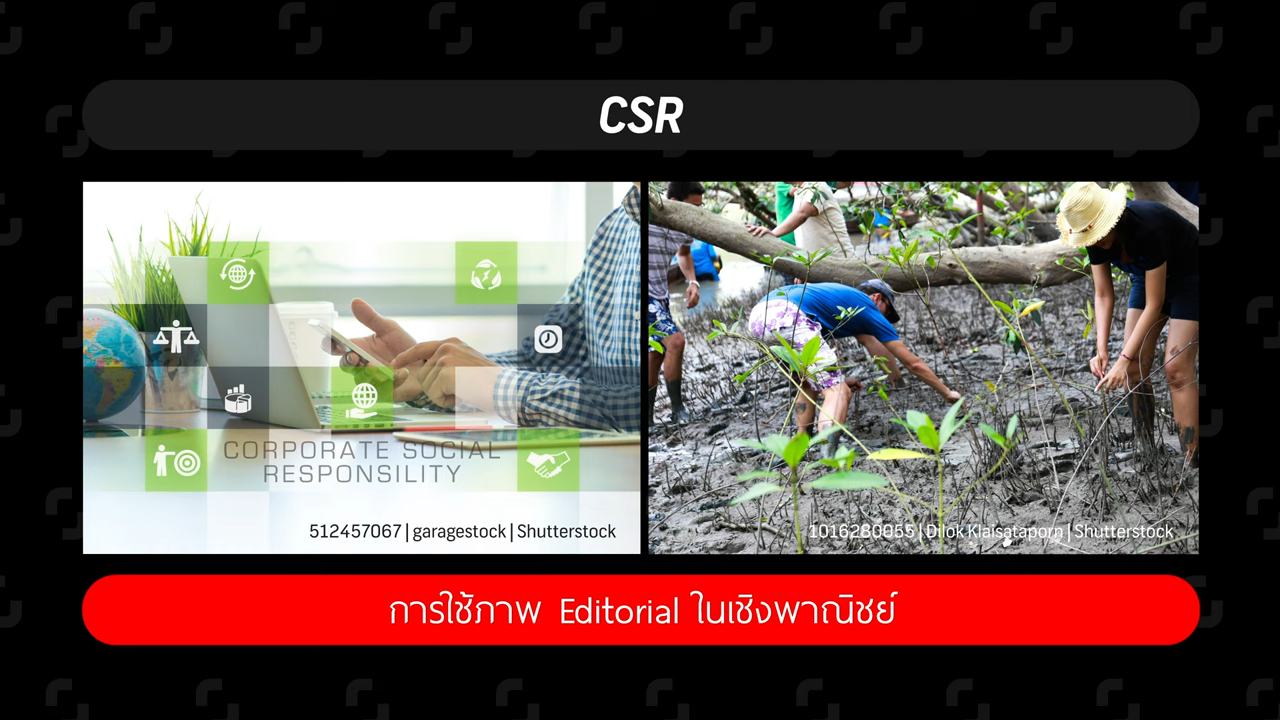 CSR
CORPORATE SOCIAL
RESPONSILITY
512457067 | garagestock | Shutterstock
1016280055 | Dilok Klaisataporn | Shutterstock
การใช้ภาพ Editorial ในเชิงพาณิชย์